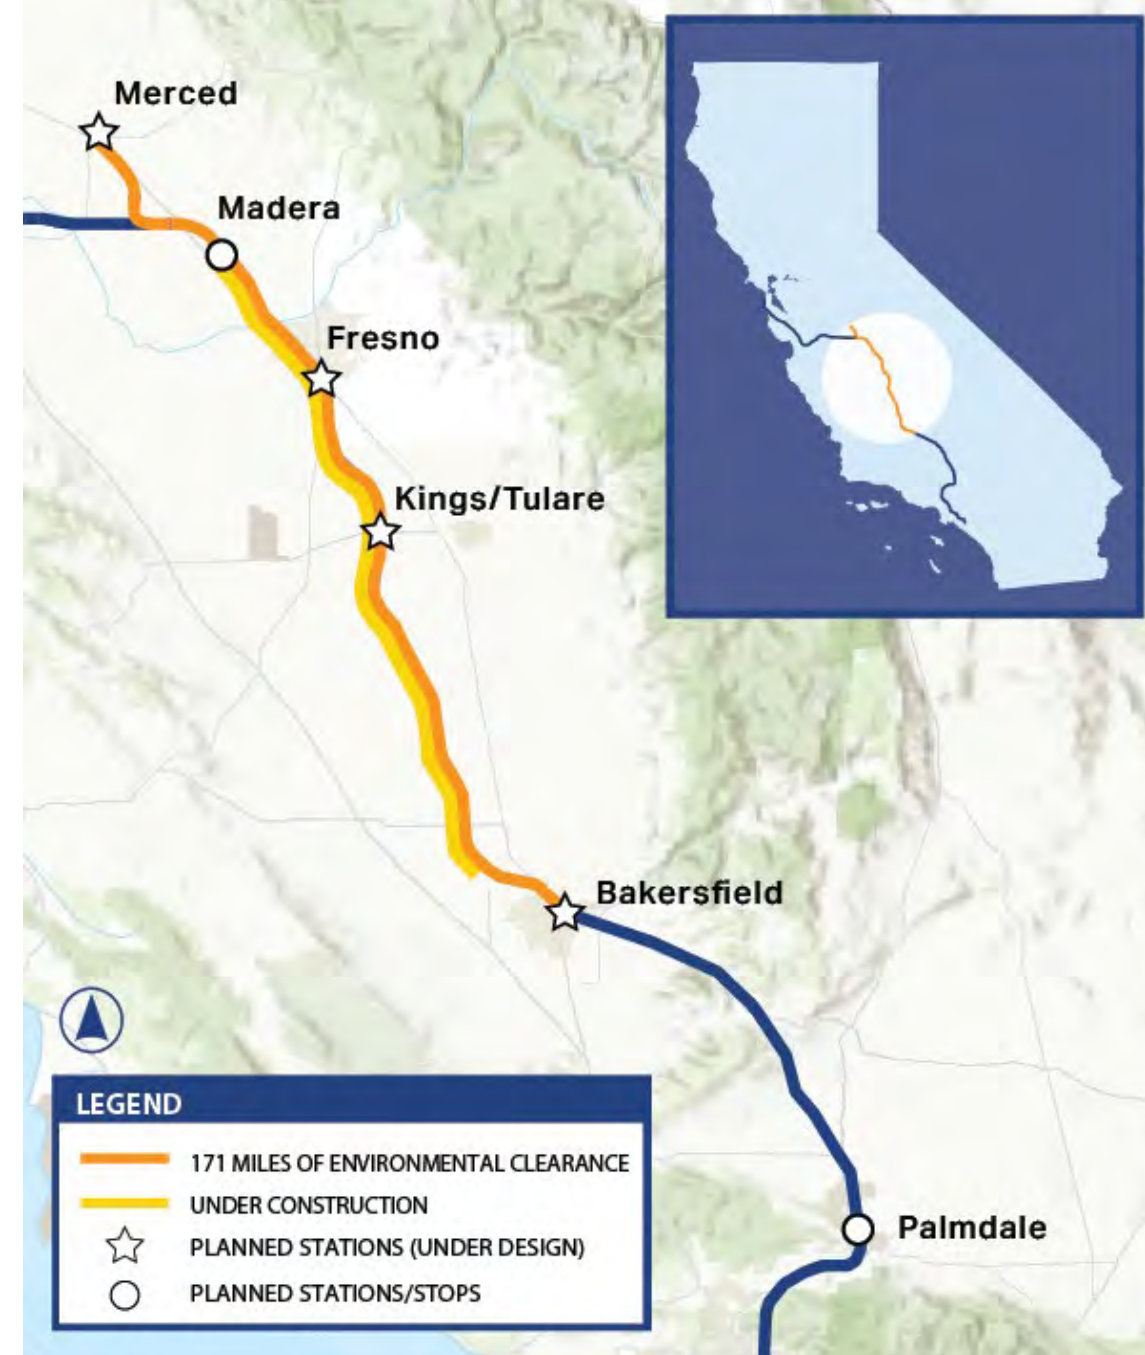 Merced
Madera
Fresno
Kings/Tulare
Bakersfield
Palmdale
LEGEND
171 MILES OF ENVIRONMENTAL CLEARANCE
UNDER CONSTRUCTION
PLANNED STATIONS (UNDER DESIGN)
PLANNED STATIONS/STOPS